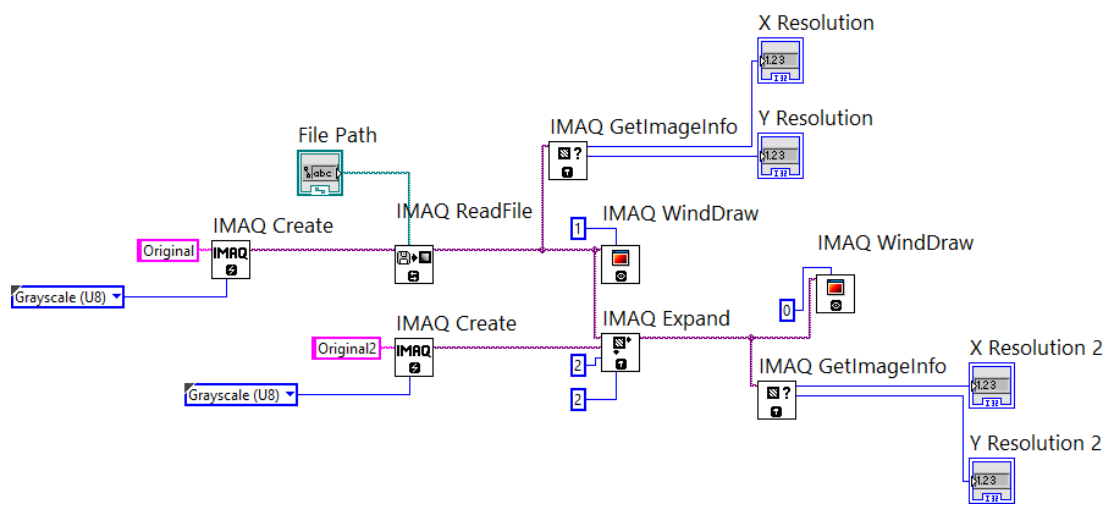 X Resolution
1.23
I32
Y Resolution
1.23
I32
IMAQ GetImageInfo
?
File Path
abc
IMAQ ReadFile
IMAQ WindDraw
1
IMAQ Create
Original
IMAQ
Grayscale (U8)
IMAQ WindDraw
0
IMAQ Create
Original2
IMAQ
Grayscale (U8)
IMAQ Expand
2
2
IMAQ GetImageInfo
?
X Resolution 2
1.23
I32
Y Resolution 2
1.23
I32